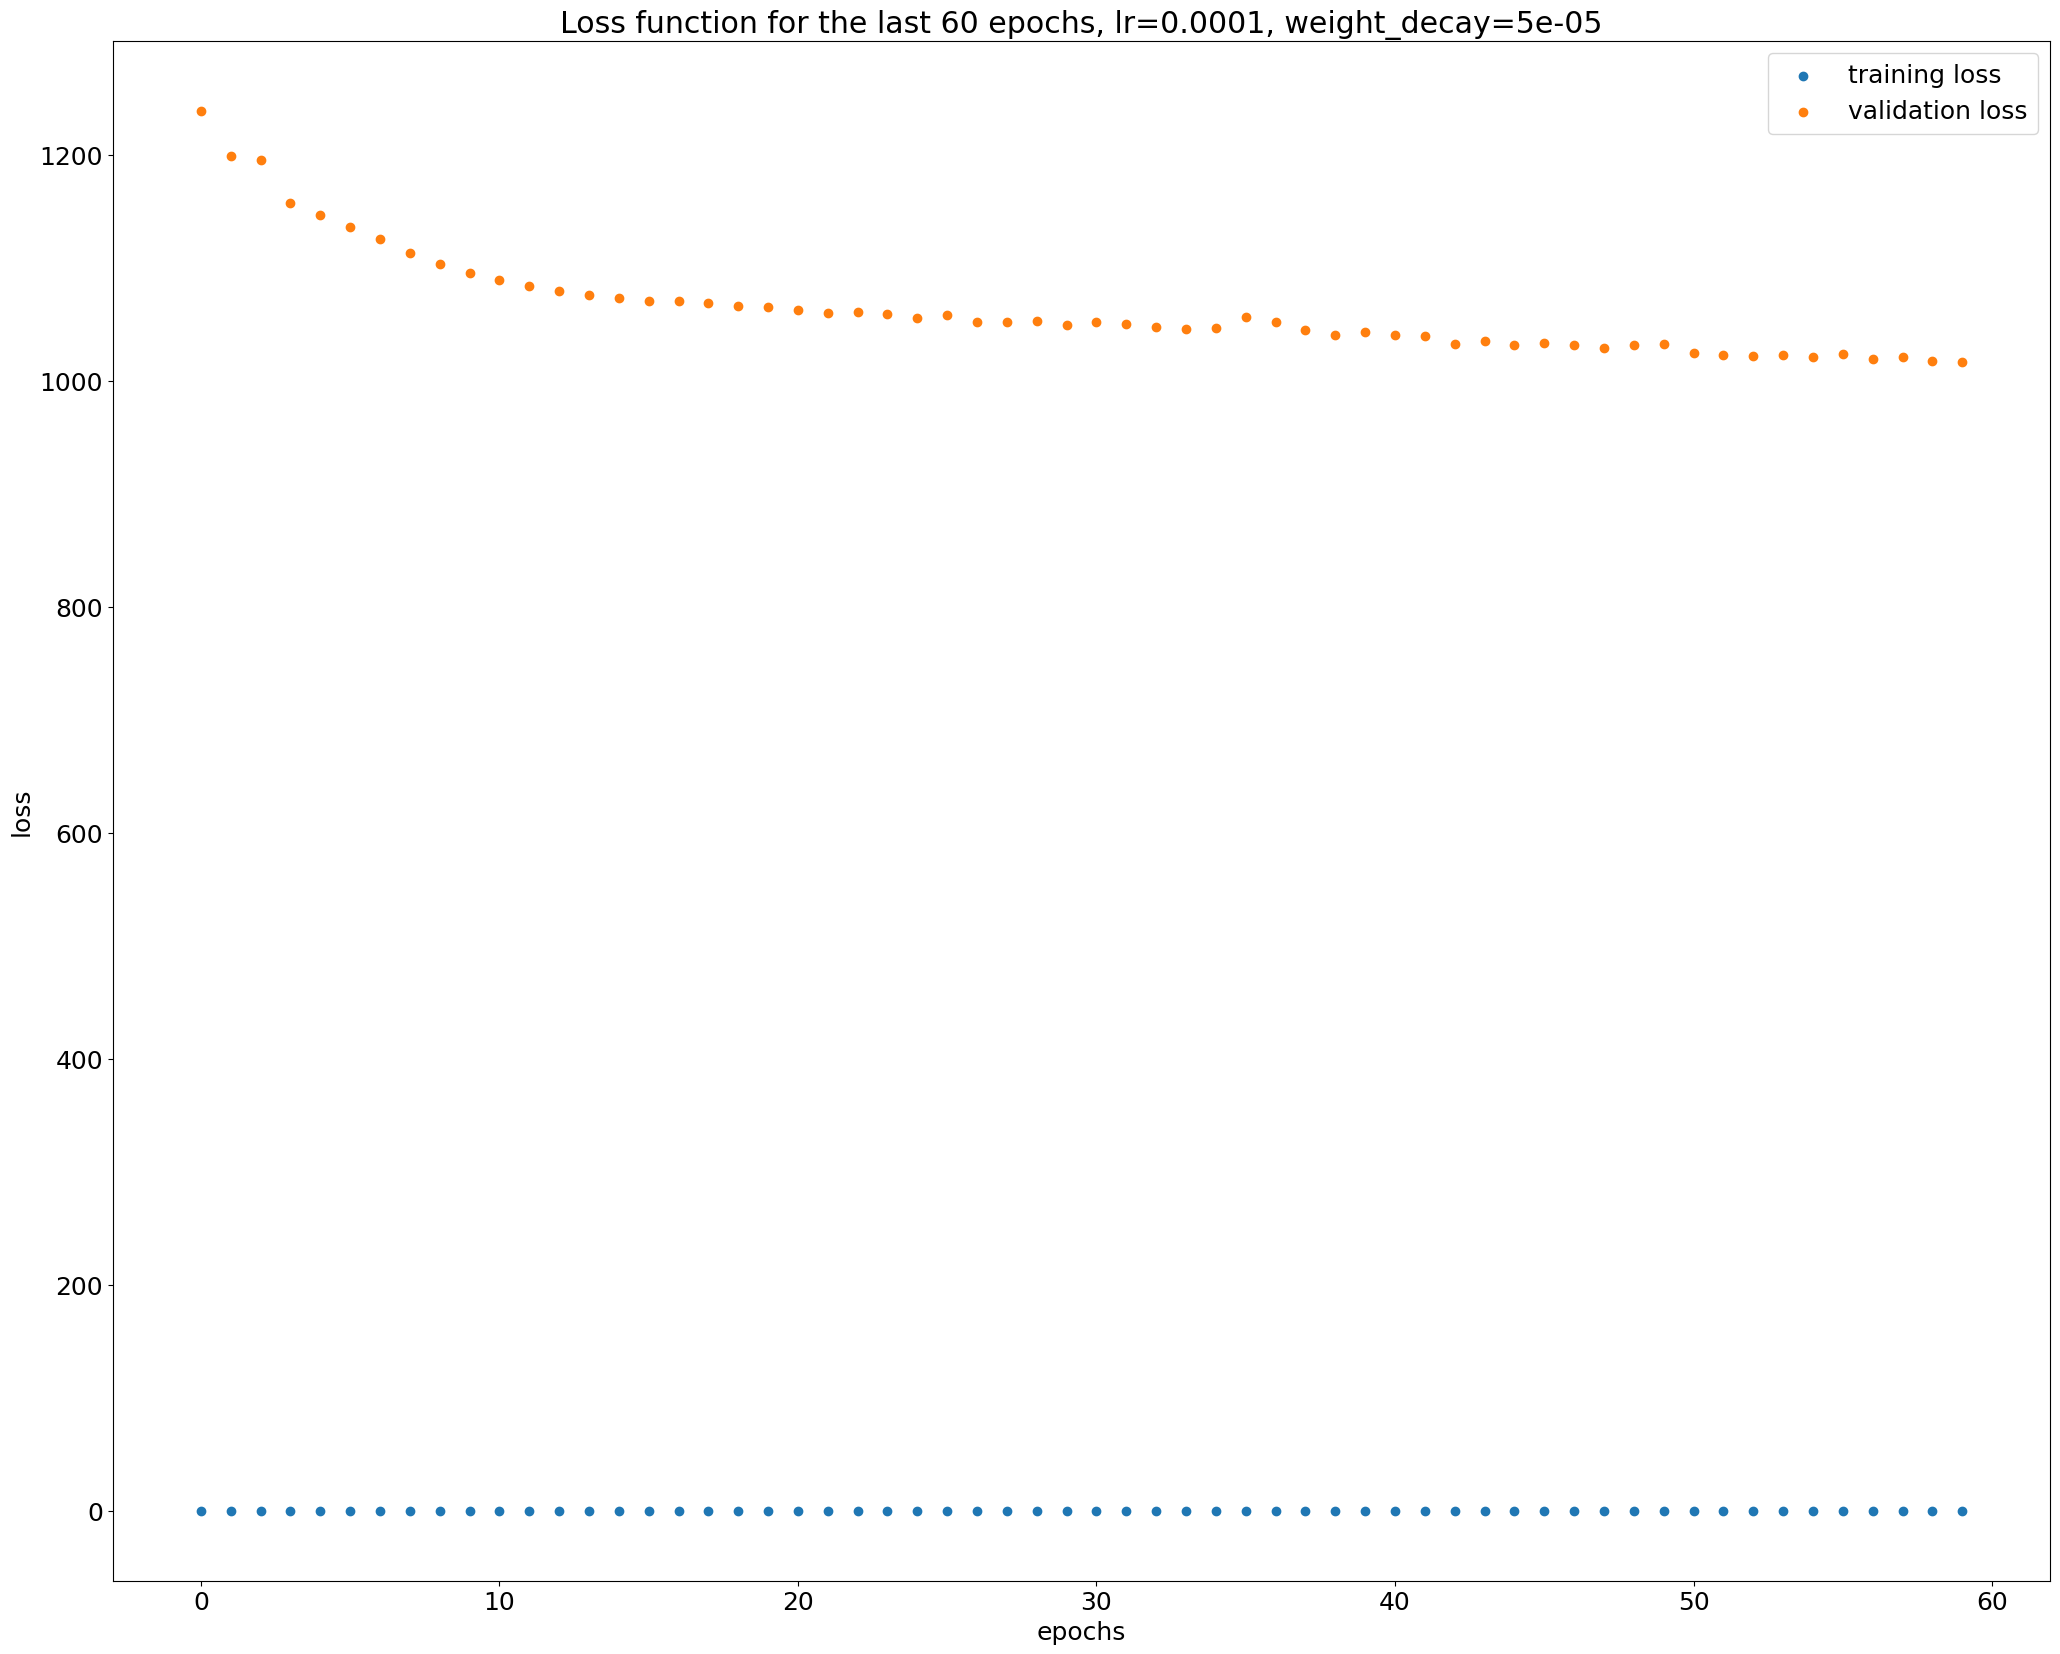 Loss function for the last 60 epochs, lr=0.0001, weight_decay=5e-05
training loss
validation loss
1200
1000
800
600
400
200
0
loss
0 10 20 30 40 50 60
epochs